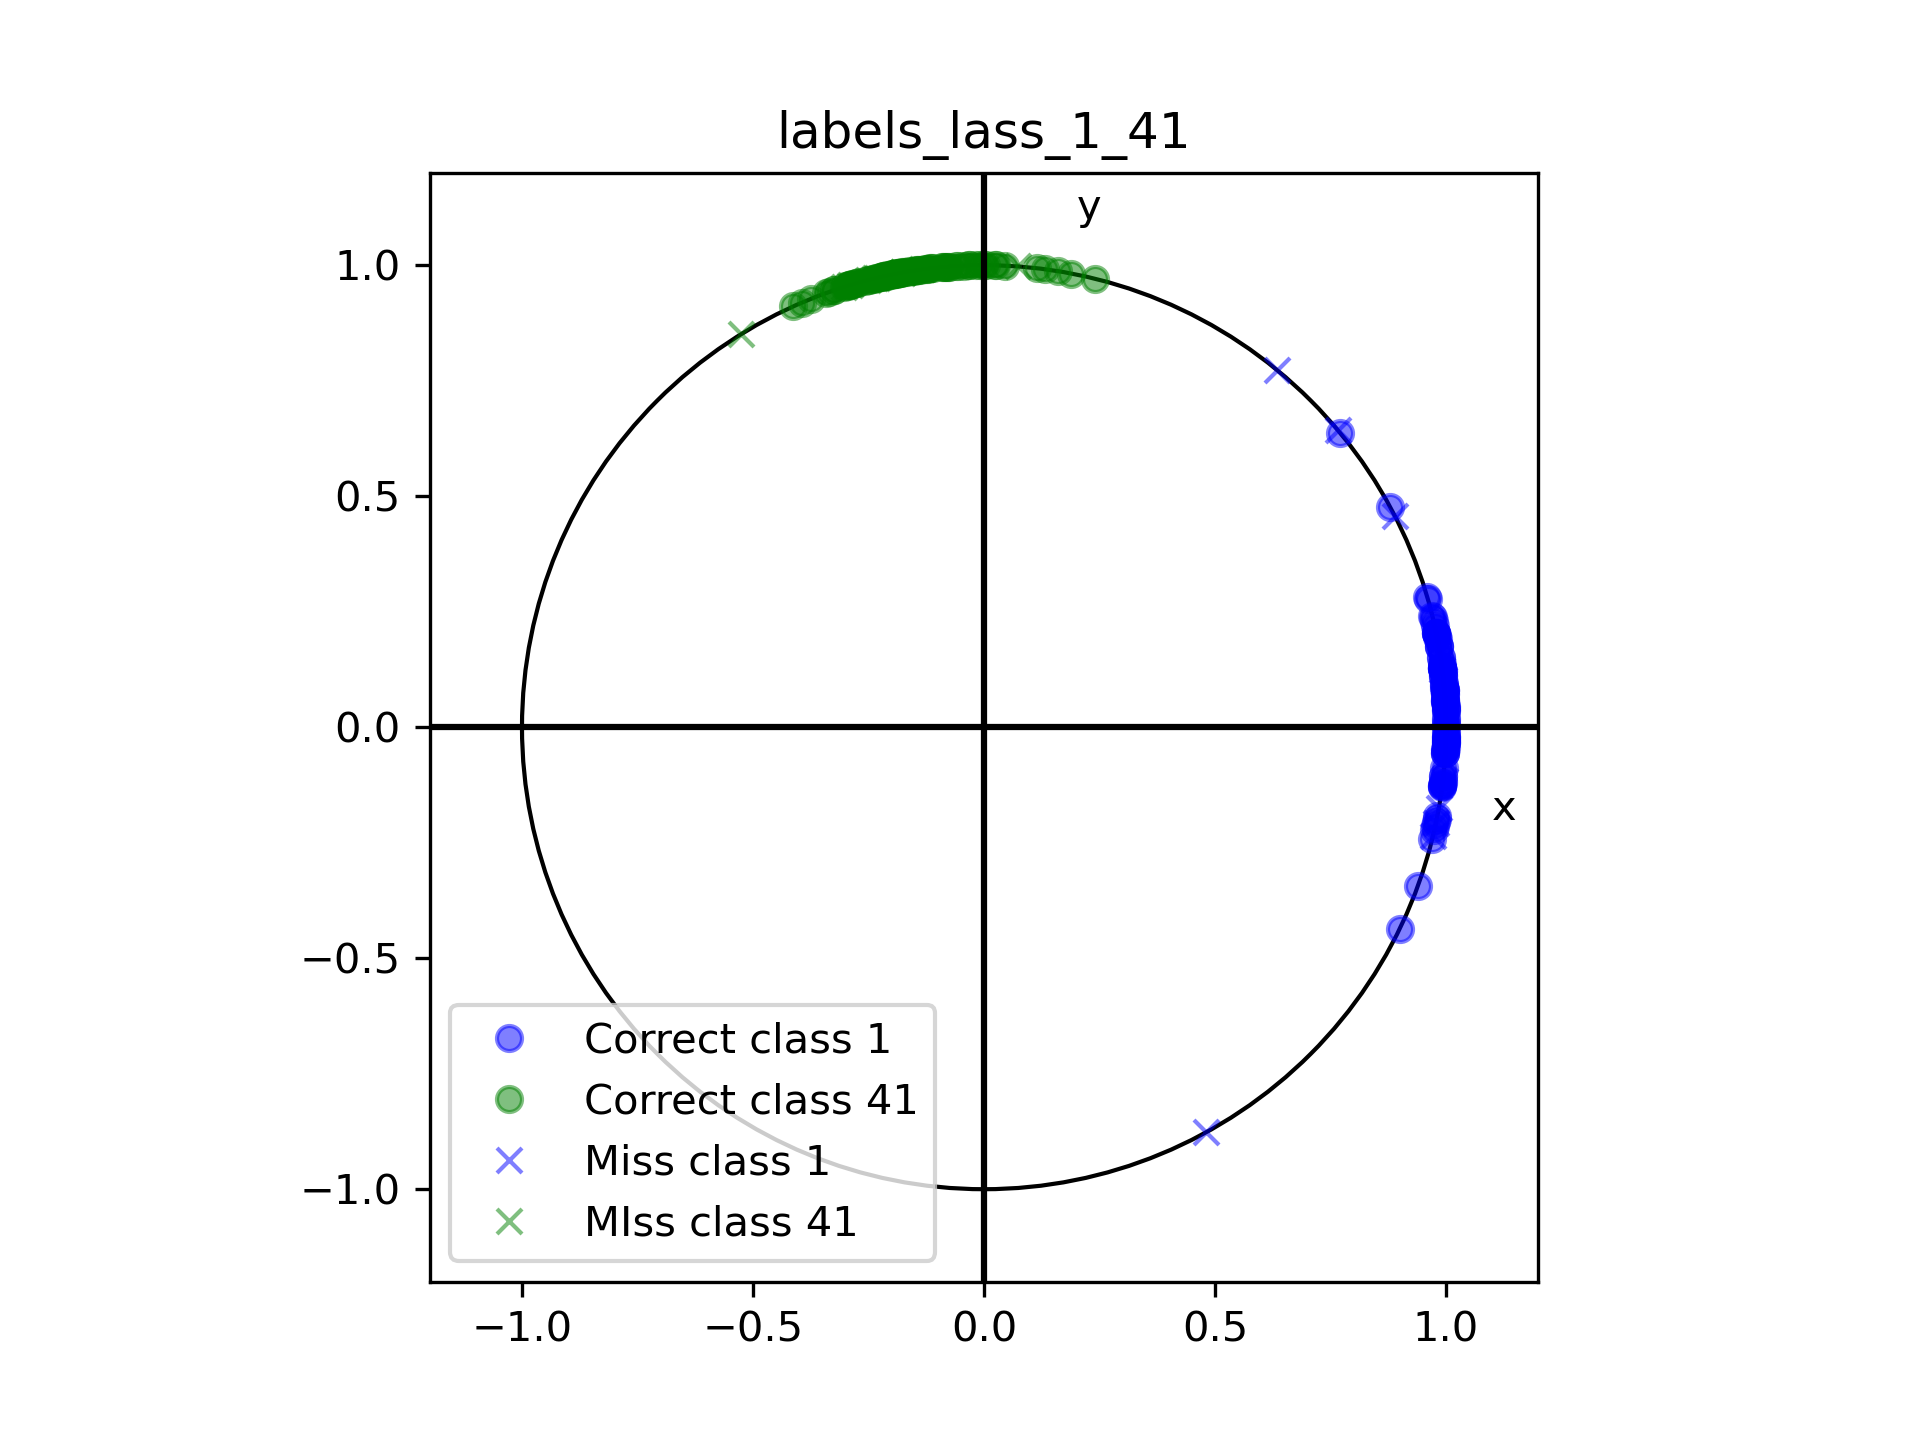 labels_lass_1_41
y
1.0
0.5
0.0
x
−0.5
−1.0
Correct class 1
Correct class 41
Miss class 1
MIss class 41
−1.0 −0.5 0.0 0.5 1.0